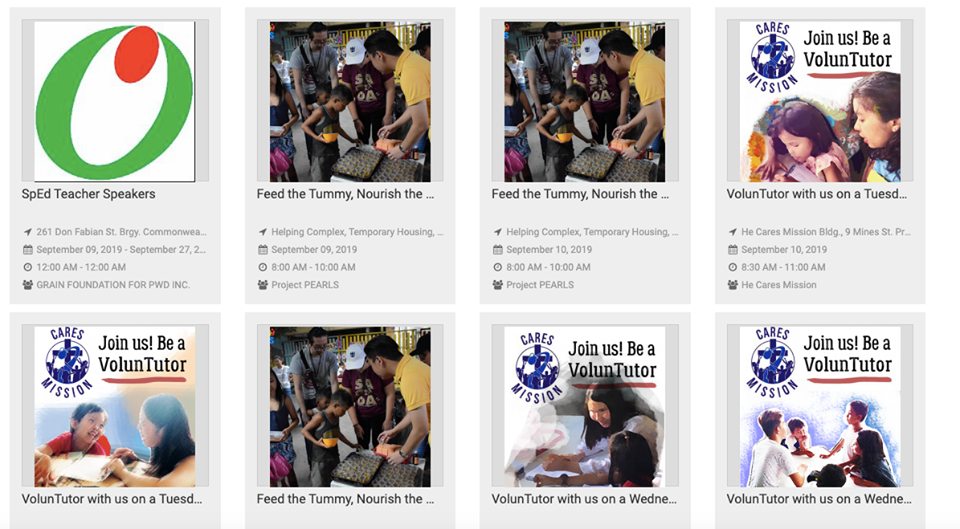 SpEd Teacher Speakers
261 Don Fabian St. Brgy. Commonwea...
September 09, 2019 - September 27, 2...
12:00 AM - 12:00 AM
GRAIN FOUNDATION FOR PWD INC.
Feed the Tummy, Nourish the ...
Helping Complex, Temporary Housing, ...
September 09, 2019
8:00 AM - 10:00 AM
Project PEARLS
Feed the Tummy, Nourish the ...
Helping Complex, Temporary Housing, ...
September 10, 2019
8:00 AM - 10:00 AM
Project PEARLS
CARES
MISSION
Join us! Be a
VolunTutor
VolunTutor with us on a Tuesd...
He Cares Mission Bldg., 9 Mines St. Pr...
September 10, 2019
8:30 AM - 11:00 AM
He Cares Mission
CARES
MISSION
Join us! Be a
VolunTutor
VolunTutor with us on a Tuesd...
Feed the Tummy, Nourish the ...
CARES
MISSION
Join us! Be a
VolunTutor
VolunTutor with us on a Wedne...
CARES
MISSION
Join us! Be a
VolunTutor
VolunTutor with us on a Wedne...